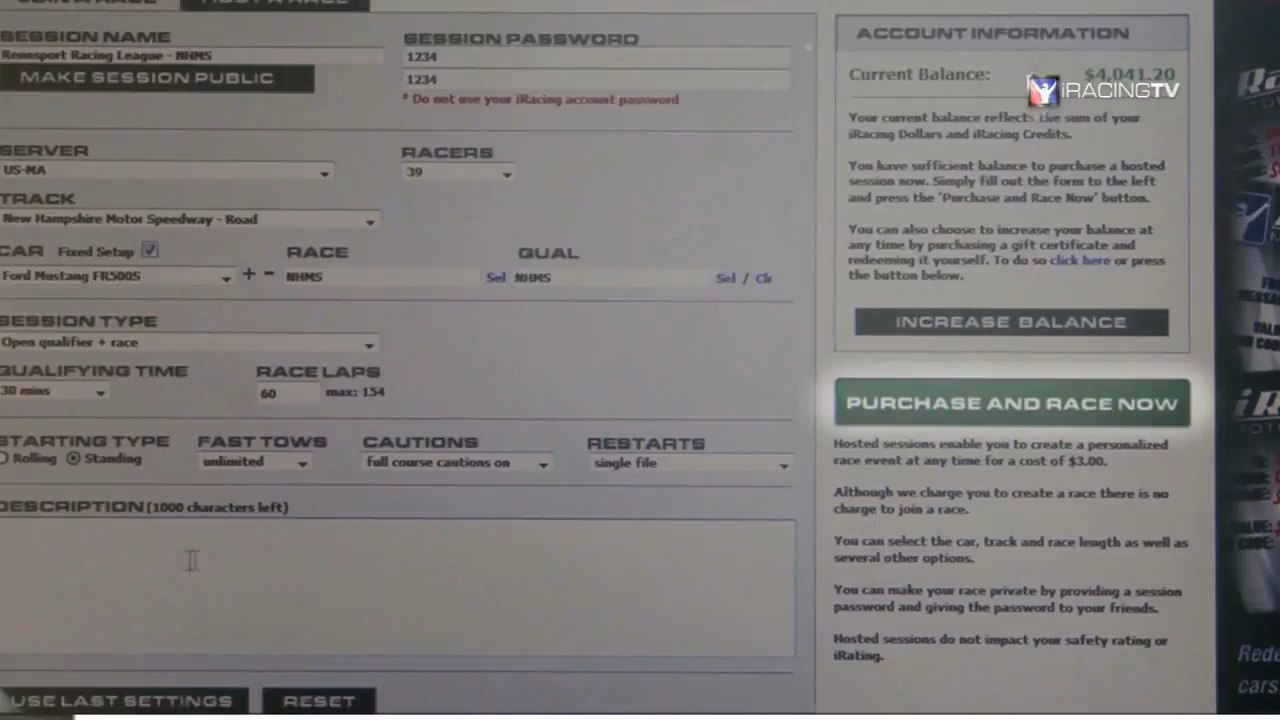 HOST A RACE
SESSION NAME
Rennsport Racing League - NHMS
MAKE SESSION PUBLIC
SESSION PASSWORD
1234
1234
* Do not use your iRacing account password
SERVER
US-MA
RACERS
39
TRACK
New Hampshire Motor Speedway - Road
CAR Fixed Setup
Ford Mustang FR500S
+ -
RACE
NHMS Sel
QUAL
NHMS Sel / Clr
SESSION TYPE
Open qualifier + race
QUALIFYING TIME
30 mins
RACE LAPS
60 max: 154
STARTING TYPE
Rolling Standing
FAST TOWS
unlimited
CAUTIONS
full course cautions on
RESTARTS
single file
DESCRIPTION (1000 characters left)
USE LAST SETTINGS
RESET
ACCOUNT INFORMATION
Current Balance: $4,041.20
iRACINGTV
Your current balance reflects the sum of your
iRacing Dollars and iRacing Credits.
You have sufficient balance to purchase a hosted
session now. Simply fill out the form to the left
and press the 'Purchase and Race Now' button.
You can also choose to increase your balance at
any time by purchasing a gift certificate and
redeeming it yourself. To do so click here or press
the button below.
INCREASE BALANCE
PURCHASE AND RACE NOW
Hosted sessions enable you to create a personalized
race event at any time for a cost of $3.00.
Although we charge you to create a race there is no
charge to join a race.
You can select the car, track and race length as well as
several other options.
You can make your race private by providing a session
password and giving the password to your friends.
Hosted sessions do not impact your safety rating or
iRating.
cars,